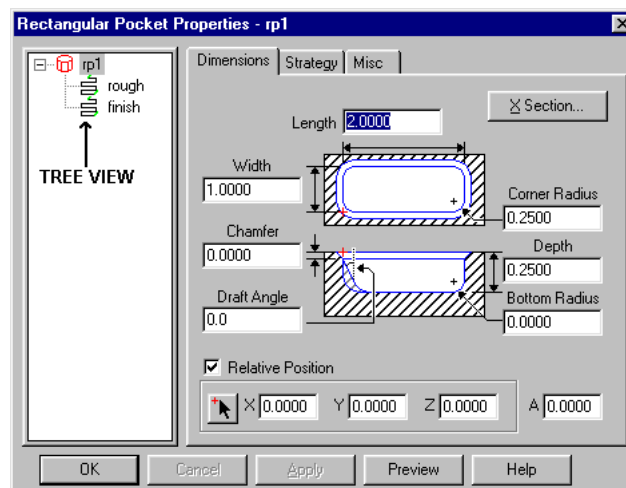 Rectangular Pocket Properties - rp1
rp1
rough
finish
TREE VIEW
Dimensions Strategy Misc
X Section...
Length 2.0000
Width
1.0000
Corner Radius
0.2500
Chamfer
0.0000
Depth
0.2500
Draft Angle
0.0
Bottom Radius
0.0000
Relative Position
X 0.0000 Y 0.0000 Z 0.0000 A 0.0000
OK Cancel Apply Preview Help